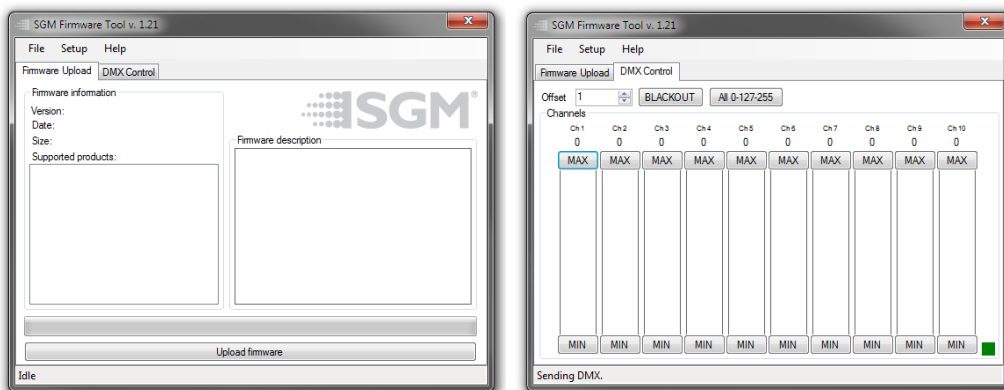 SGM Firmware Tool v. 1.21
File Setup Help
Firmware Upload DMX Control
Firmware information
Version:
Date:
Size:
Supported products:
SGM®
Firmware description
Upload firmware
Idle
SGM Firmware Tool v. 1.21
File Setup Help
Firmware Upload DMX Control
Offset 1 BLACKOUT All 0-127-255
Channels
Ch 1 Ch 2 Ch 3 Ch 4 Ch 5 Ch 6 Ch 7 Ch 8 Ch 9 Ch 10
0 0 0 0 0 0 0 0 0 0
MAX MAX MAX MAX MAX MAX MAX MAX MAX MAX
MIN MIN MIN MIN MIN MIN MIN MIN MIN MIN
Sending DMX.